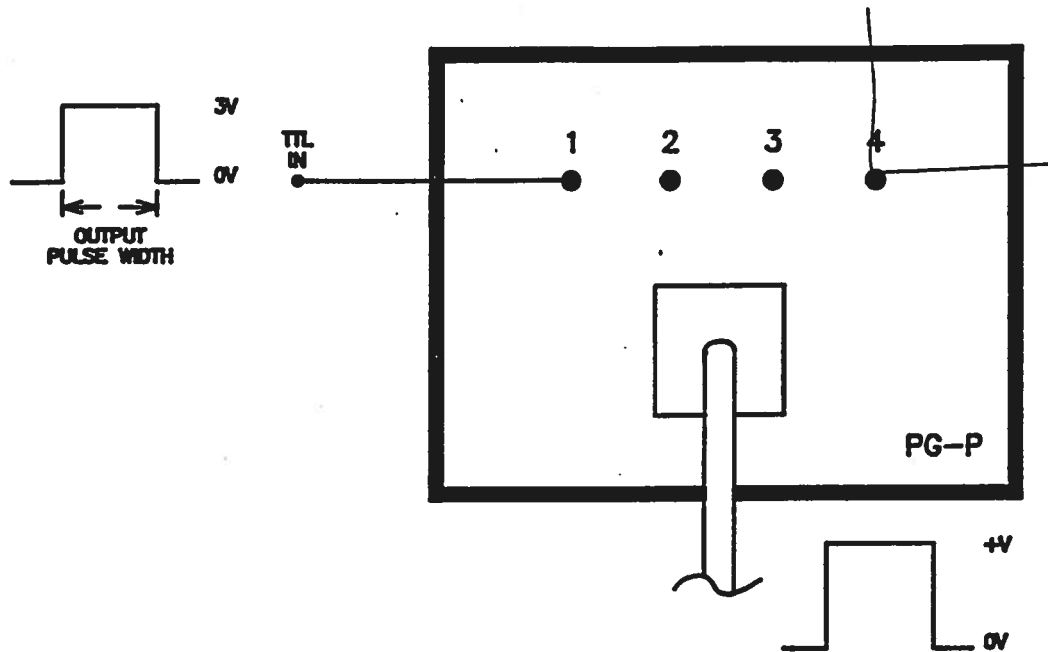 3V
0V
OUTPUT
PULSE WIDTH
TTL
IN
1 2 3 4
PG-P
+V
0V